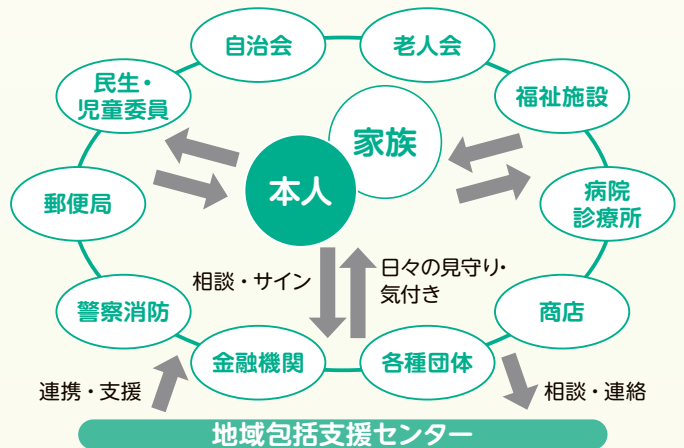 自治会
老人会
民生・
児童委員
福祉施設
家族
本人
郵便局
病院
診療所
相談・サイン
日々の見守り・
気付き
警察消防
商店
金融機関
各種団体
連携・支援
相談・連絡
地域包括支援センター